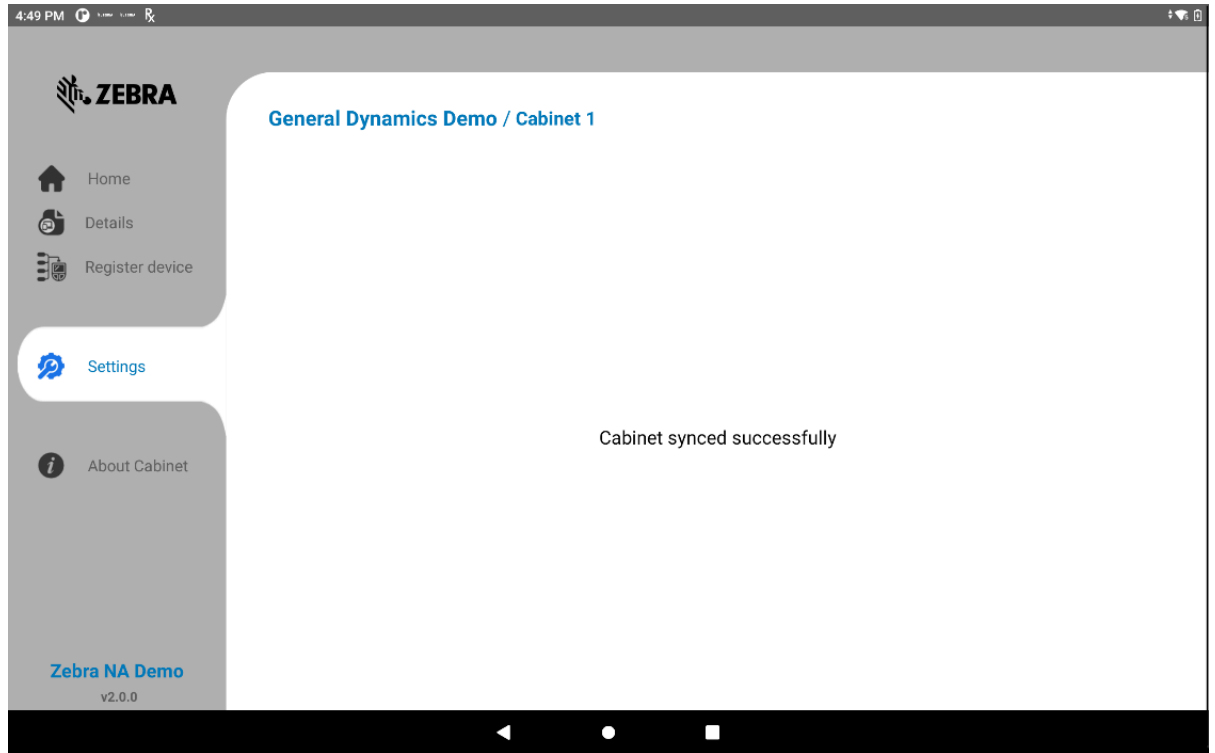 4:49 PM
ZEBRA
General Dynamics Demo / Cabinet 1
Home
Details
Register device
Settings
Cabinet synced successfully
About Cabinet
Zebra NA Demo
v2.0.0